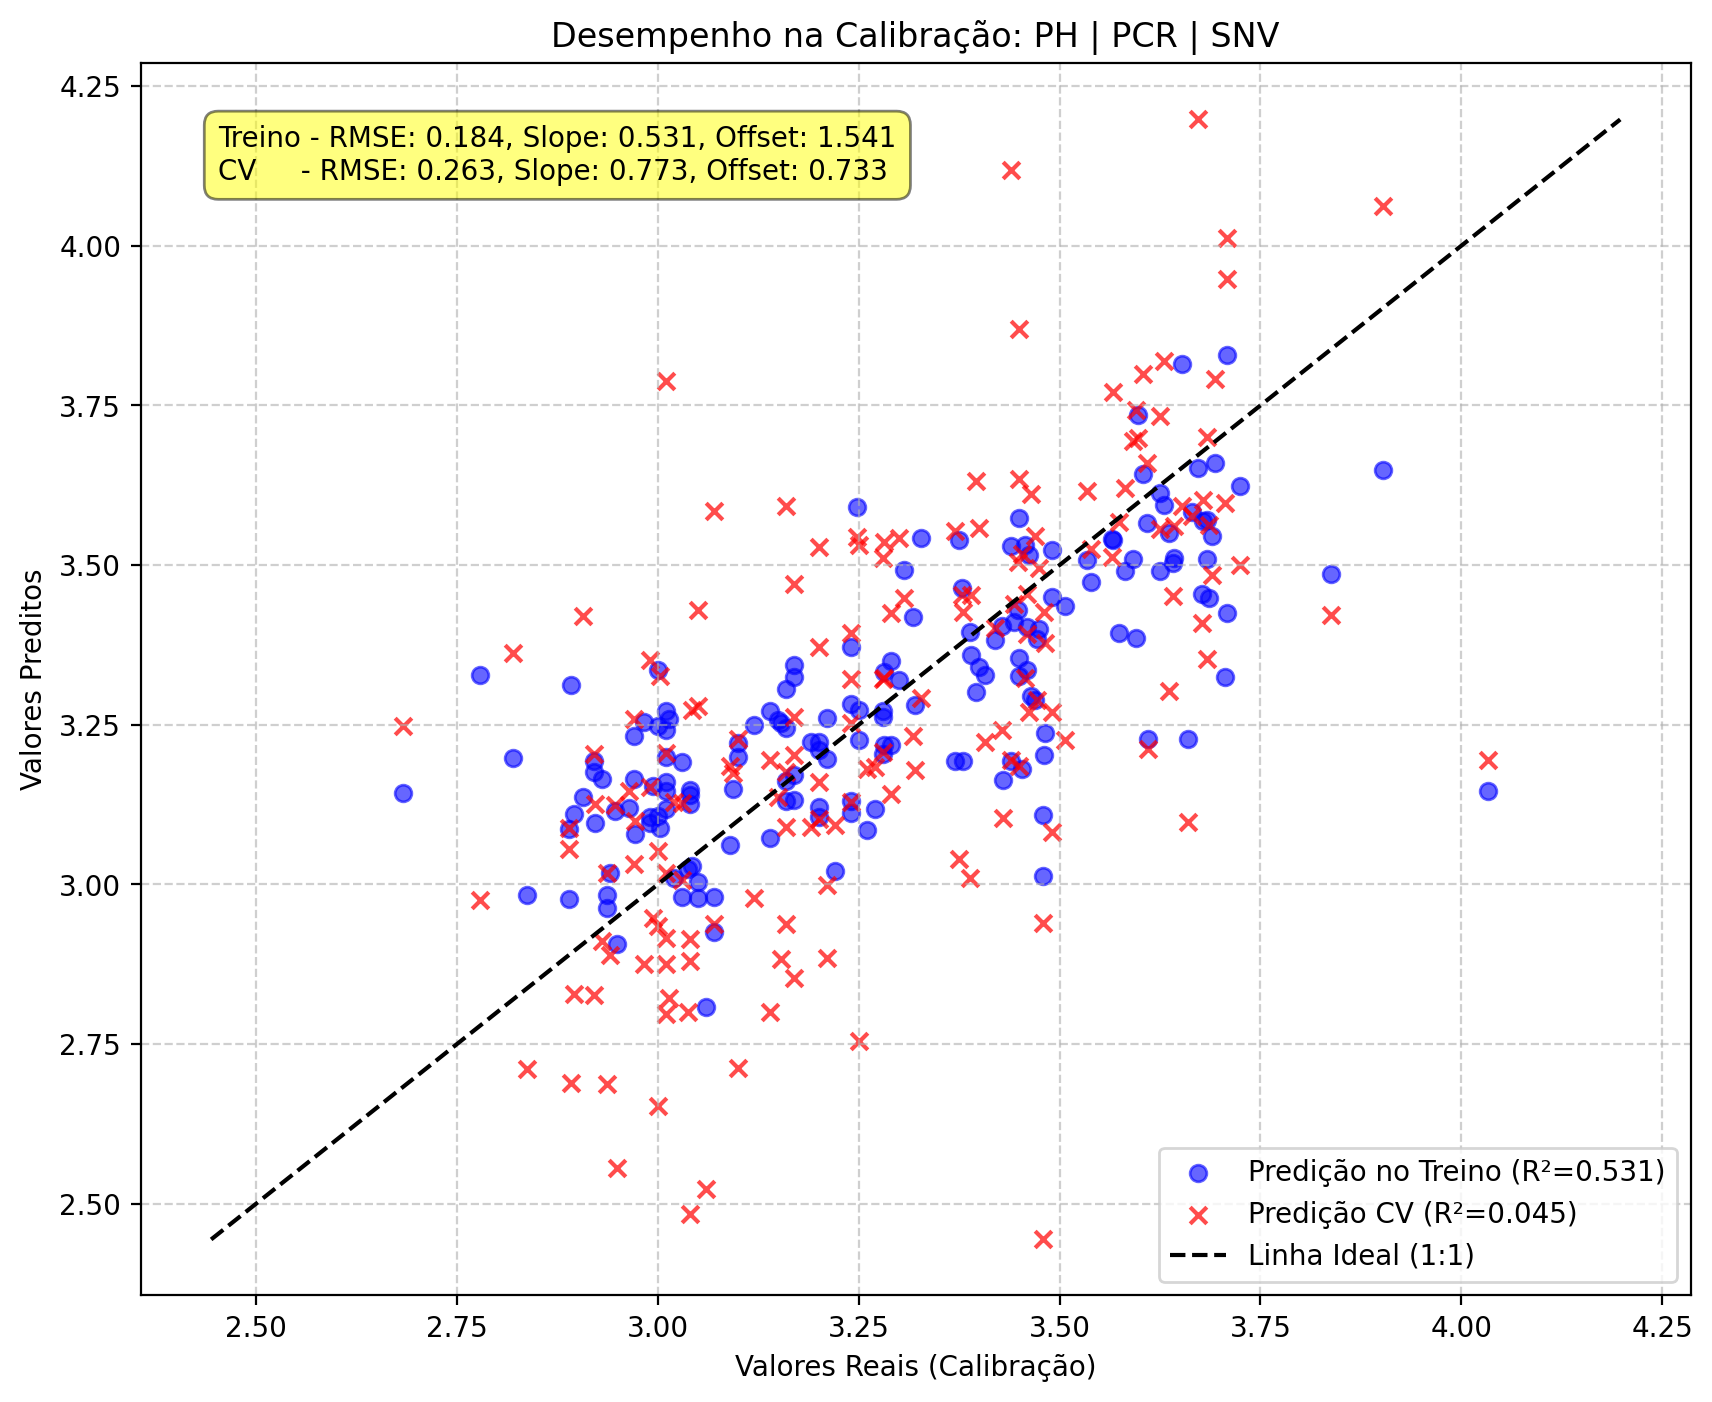 Desempenho na Calibração: PH | PCR | SNV
4.25
4.00
3.75
3.50
3.25
3.00
2.75
2.50
Valores Preditos
Treino - RMSE: 0.184, Slope: 0.531, Offset: 1.541
CV - RMSE: 0.263, Slope: 0.773, Offset: 0.733
Predição no Treino (R²=0.531)
Predição CV (R²=0.045)
Linha Ideal (1:1)
2.50 2.75 3.00 3.25 3.50 3.75 4.00 4.25
Valores Reais (Calibração)